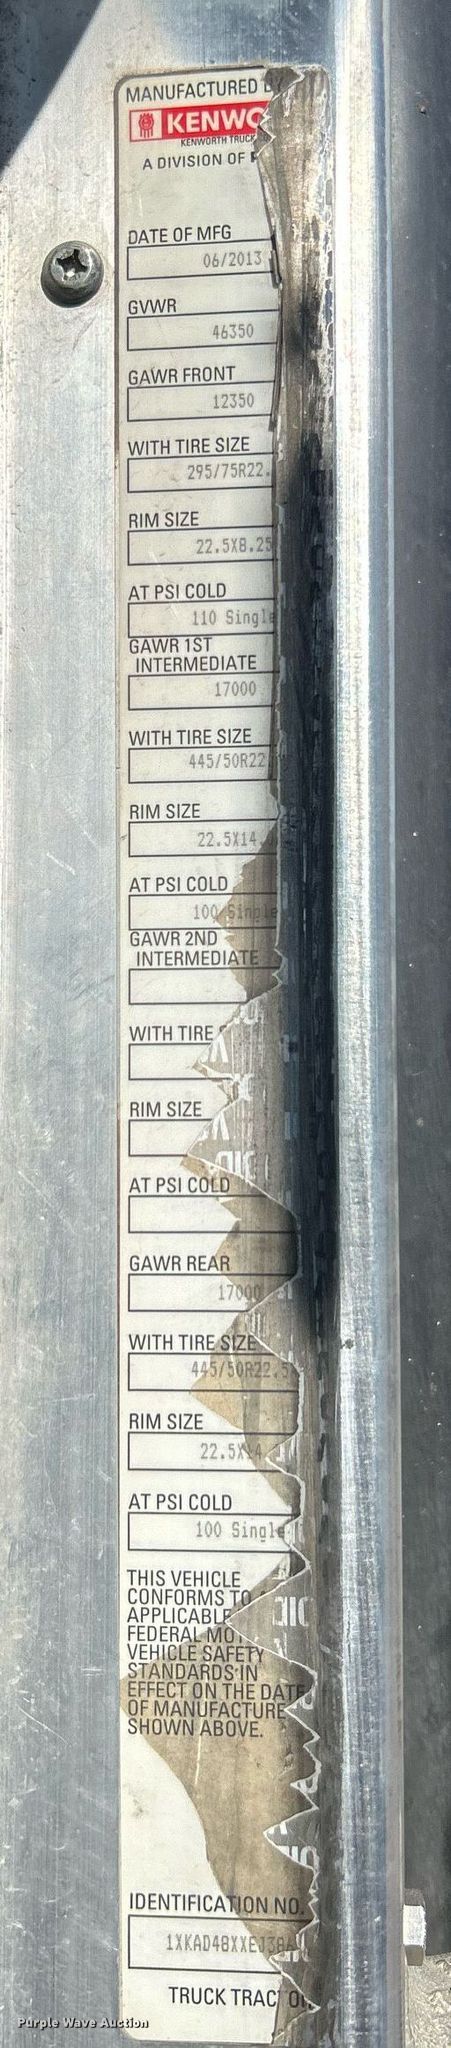 MANUFACTURED B
KENWO
KENWORTH TRUCK
A DIVISION OF
DATE OF MFG
06/2013
GVWR
46350
GAWR FRONT
12350
WITH TIRE SIZE
295/75R22.
RIM SIZE
22.5X8.25
AT PSI COLD
110 Single
GAWR 1ST
INTERMEDIATE
17000
WITH TIRE SIZE
445/50R22
RIM SIZE
22.5X14.
AT PSI COLD
100 Single
GAWR 2ND
INTERMEDIATE
WITH TIRE S
RIM SIZE
AT PSI COLD
GAWR REAR
17000
WITH TIRE SIZE
445/50R22.5
RIM SIZE
22.5X14
AT PSI COLD
100 Single
THIS VEHICLE
CONFORMS TO
APPLICABLE
FEDERAL MOT
VEHICLE SAFETY
STANDARDS IN
EFFECT ON THE DATE
OF MANUFACTURE
SHOWN ABOVE.
IDENTIFICATION NO.
1XKAD48XXEJ38
TRUCK TRACTOR
Purple Wave Auction